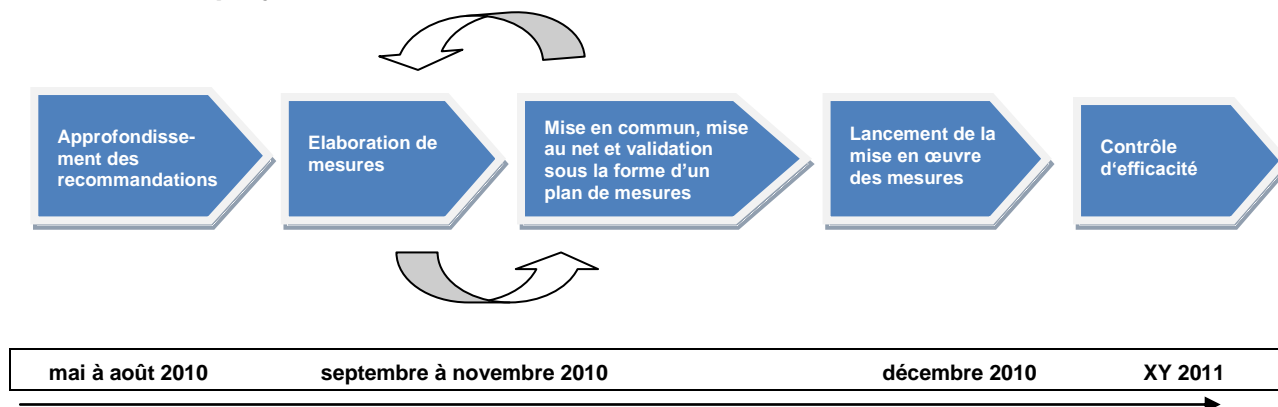 Approfondisse-
ment des
recommandations
Elaboration de
mesures
Mise en commun, mise
au net et validation
sous la forme d'un
plan de mesures
Lancement de la
mise en œuvre
des mesures
Contrôle
d'efficacité
mai à août 2010
septembre à novembre 2010
décembre 2010
XY 2011